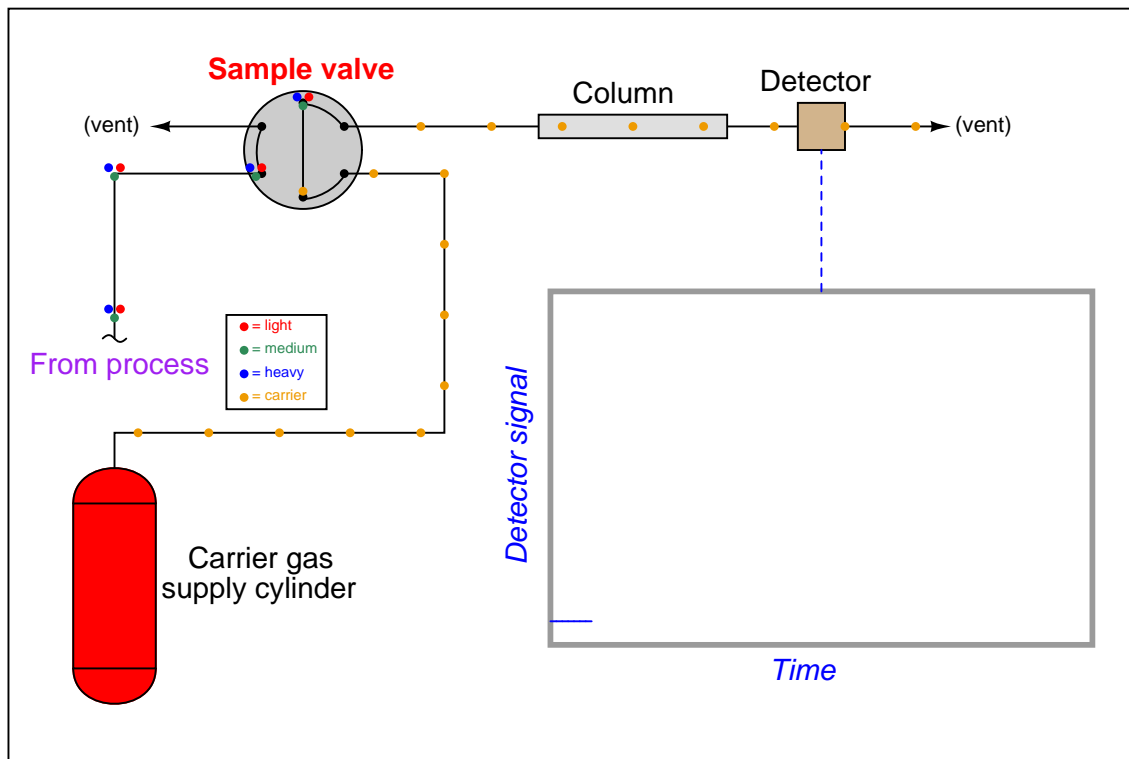 Sample valve
Column
Detector
(vent)
(vent)
= light
= medium
= heavy
= carrier
From process
Carrier gas
supply cylinder
Detector signal
Time